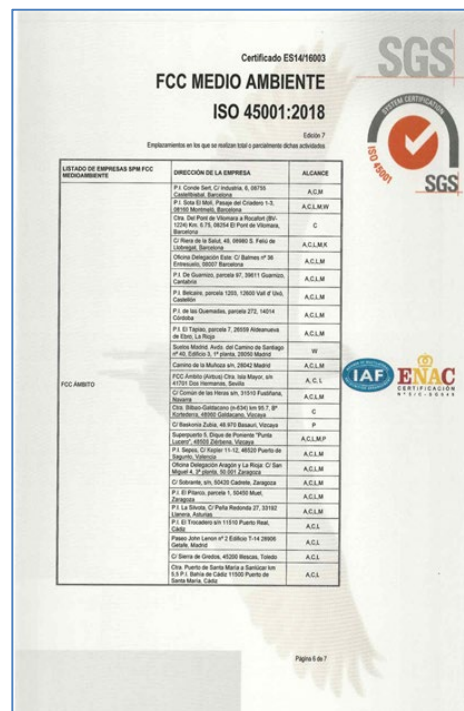 SGS
Certificado ES14/16003
FCC MEDIO AMBIENTE
ISO 45001:2018
Edición 7
Emplazamientos en los que se realizan total o parcialmente dichas actividades
SYSTEM CERTIFICATION
ISO 45001
SGS
LISTADO DE EMPRESAS SPM FCC
MEDIOAMBIENTE
DIRECCIÓN DE LA EMPRESA
ALCANCE
FCC ÁMBITO
P.I. Conde Sert, C/ Industria, 6, 08755
Castellbisbal, Barcelona
A,C,M
P.I. Sota El Molí, Pasaje del Criadero 1-3,
08160 Montmeló, Barcelona
A,C,L,M,W
Ctra. Del Pont de Vilomara a Rocafort (BV-
1224) Km. 6,75, 08254 El Pont de Vilomara,
Barcelona
C
C/ Riera de la Salut, 48, 08980 S. Feliú de
Llobregat, Barcelona
A,C,L,M,K
Oficina Delegación Este: C/ Balmes nº 36
Entresuelo, 08007 Barcelona
A,C,L,M
P.I. De Guarnizo, parcela 97, 39611 Guarnizo,
Cantabria
A,C,L,M
P.I. Belcaire, parcela 1203, 12600 Vall d' Uxó,
Castellón
A,C,L,M
P.I. de las Quemadas, parcela 272, 14014
Córdoba
A,C,L,M
P.I. El Tapiao, parcela 7, 26559 Aldeanueva
de Ebro, La Rioja
A,C,L,M
Suelos Madrid. Avda. del Camino de Santiago
nº 40, Edificio 3, 1ª planta, 28050 Madrid
W
Camino de la Muñoza s/n, 28042 Madrid
A,C,L,M
FCC Ámbito (Airbus) Ctra. Isla Mayor, s/n
41701 Dos Hermanas, Sevilla
A, C, L
C/ Común de las Heras s/n, 31510 Fustiñana,
Navarra
A,C,L,M
Ctra. Bilbao-Galdacano (n-634) km 95.7, Bº
Kortederra, 48960 Galdacano, Vizcaya
C
C/ Baskonia Zubia, 48.970 Basauri, Vizcaya
P
Superpuerto 5, Dique de Poniente "Punta
Lucero", 48508 Ziérbena, Vizcaya
A,C,L,M,P
P.I. Sepes, C/ Kepler 11-12, 46520 Puerto de
Sagunto, Valencia
A,C,L,M
Oficina Delegación Aragón y La Rioja: C/ San
Miguel 4, 3ª planta, 50.001 Zaragoza
A,C,L,M
C/ Sobrante, s/n, 50420 Cadrete, Zaragoza
A,C,L,M
P.I. El Pitarco, parcela 1, 50450 Muel,
Zaragoza
A,C,L,M
P.I. La Silvota, C/ Peña Redonda 27, 33192
Llanera, Asturias
A,C,L,M
P.I. El Trocadero s/n 11510 Puerto Real,
Cádiz
A,C,L
Paseo John Lenon nº 2 Edificio T-14 28906
Getafe, Madrid
A,C,L
C/ Sierra de Gredos, 45200 Illescas, Toledo
A,C,L
Ctra. Puerto de Santa María a Sanlúcar km
5,5 P.I. Bahía de Cádiz 11500 Puerto de
Santa María, Cádiz
A,C,L
IAF
ENAC
CERTIFICACIÓN
Página 6 de 7